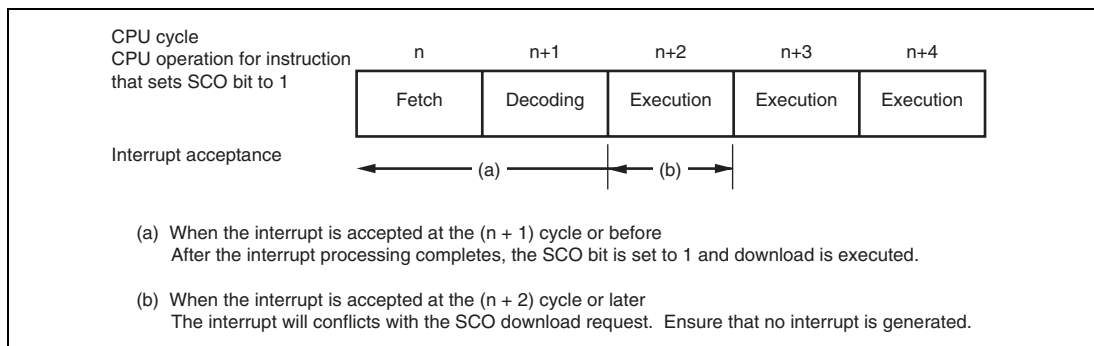 CPU cycle
CPU operation for instruction
that sets SCO bit to 1
n n+1 n+2 n+3 n+4
Fetch Decoding Execution Execution Execution
Interrupt acceptance
(a) (b)
(a) When the interrupt is accepted at the (n + 1) cycle or before
After the interrupt processing completes, the SCO bit is set to 1 and download is executed.
(b) When the interrupt is accepted at the (n + 2) cycle or later
The interrupt will conflicts with the SCO download request. Ensure that no interrupt is generated.